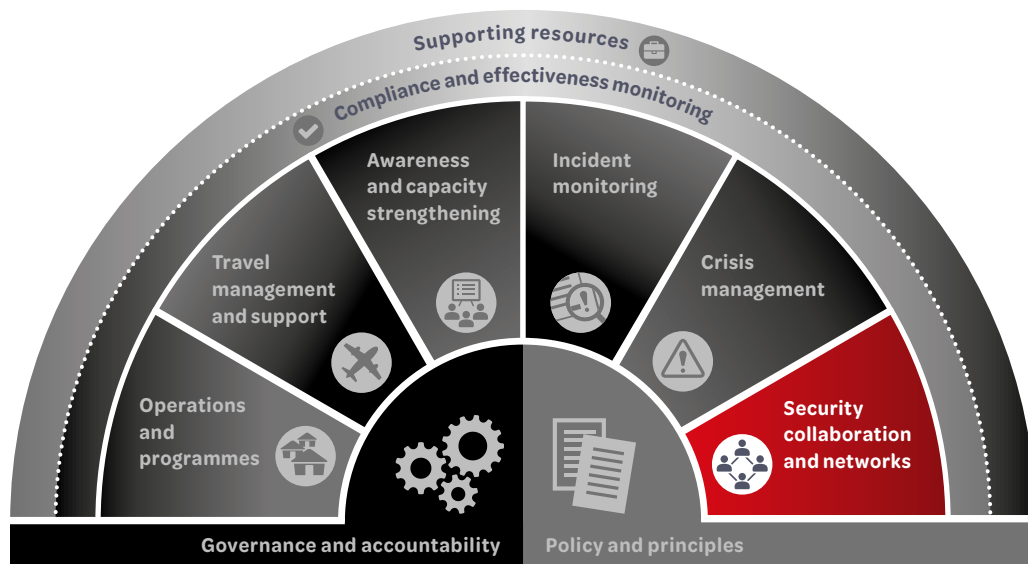 Supporting resources
Compliance and effectiveness monitoring
Operations
and
programmes
Travel
management
and support
Awareness
and capacity
strengthening
Incident
monitoring
Crisis
management
Security
collaboration
and networks
Governance and accountability
Policy and principles